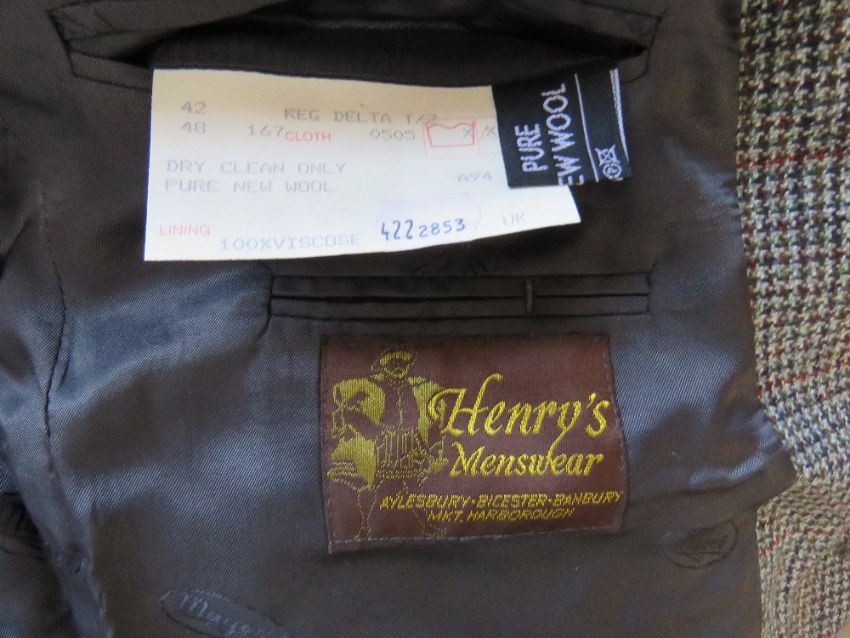 42 REG DELTA T/2
48 167 CLOTH 0505
DRY CLEAN ONLY
PURE NEW WOOL A94
LINING 100%VISCOSE 4222853 UK
PURE
EW WOOL
Henry's
Menswear
AYLESBURY·BICESTER·BANBURY
MKT. HARBOROUGH